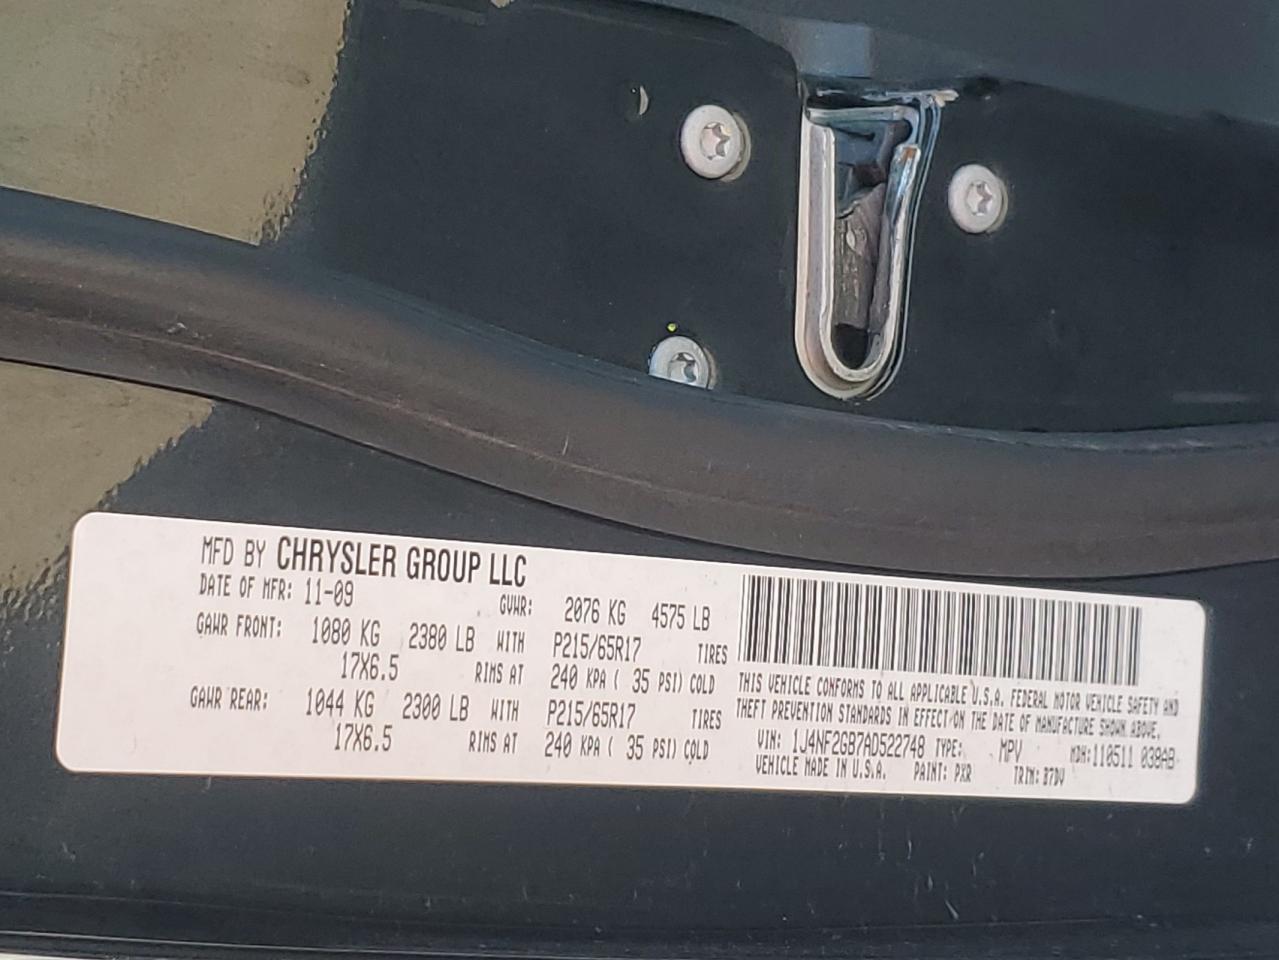 MFD BY CHRYSLER GROUP LLC
DATE OF MFR: 11-09 GVWR: 2076 KG 4575 LB
GAWR FRONT: 1080 KG 2380 LB WITH P215/65R17 TIRES
17X6.5 RIMS AT 240 KPA ( 35 PSI) COLD
GAWR REAR: 1044 KG 2300 LB WITH P215/65R17 TIRES
17X6.5 RIMS AT 240 KPA ( 35 PSI) COLD
THIS VEHICLE CONFORMS TO ALL APPLICABLE U.S.A. FEDERAL MOTOR VEHICLE SAFETY AND
THEFT PREVENTION STANDARDS IN EFFECT ON THE DATE OF MANUFACTURE SHOWN ABOVE.
VIN: 1J4NF2GB7AD522748 TYPE: MPV MDH:110511 038AB
VEHICLE MADE IN U.S.A. PAINT: PXR TRIM: B7DV